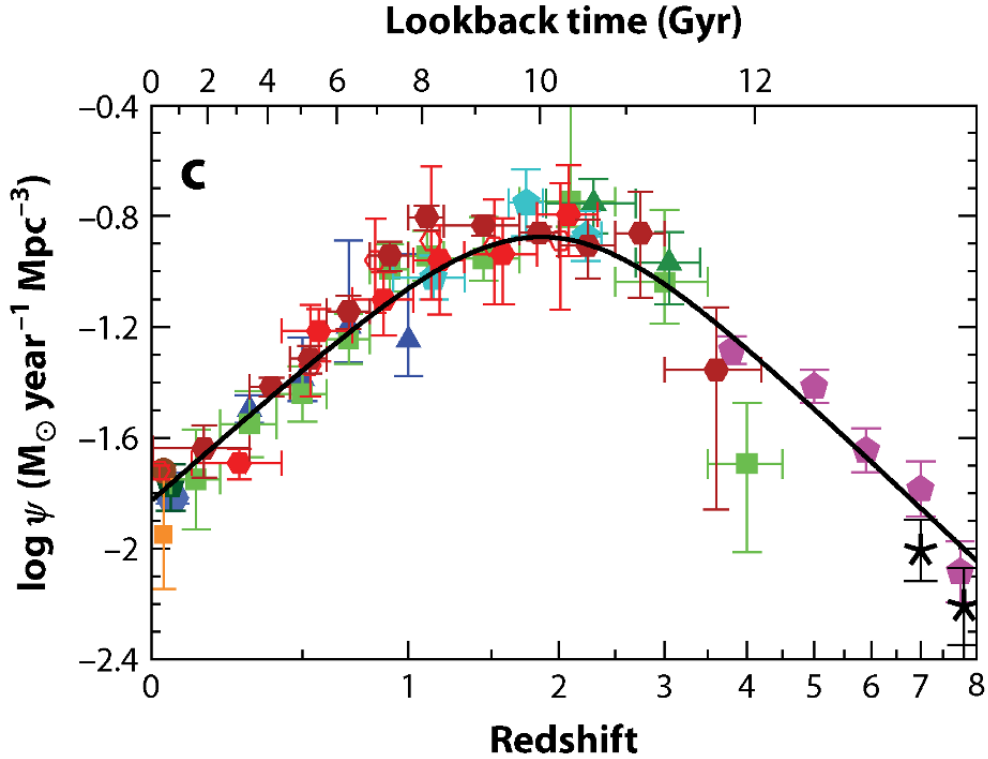 Lookback time (Gyr)
0 2 4 6 8 10 12
c
log ψ (M⊙ year−1 Mpc−3)
−0.4
−0.8
−1.2
−1.6
−2
−2.4
0 1 2 3 4 5 6 7 8
Redshift